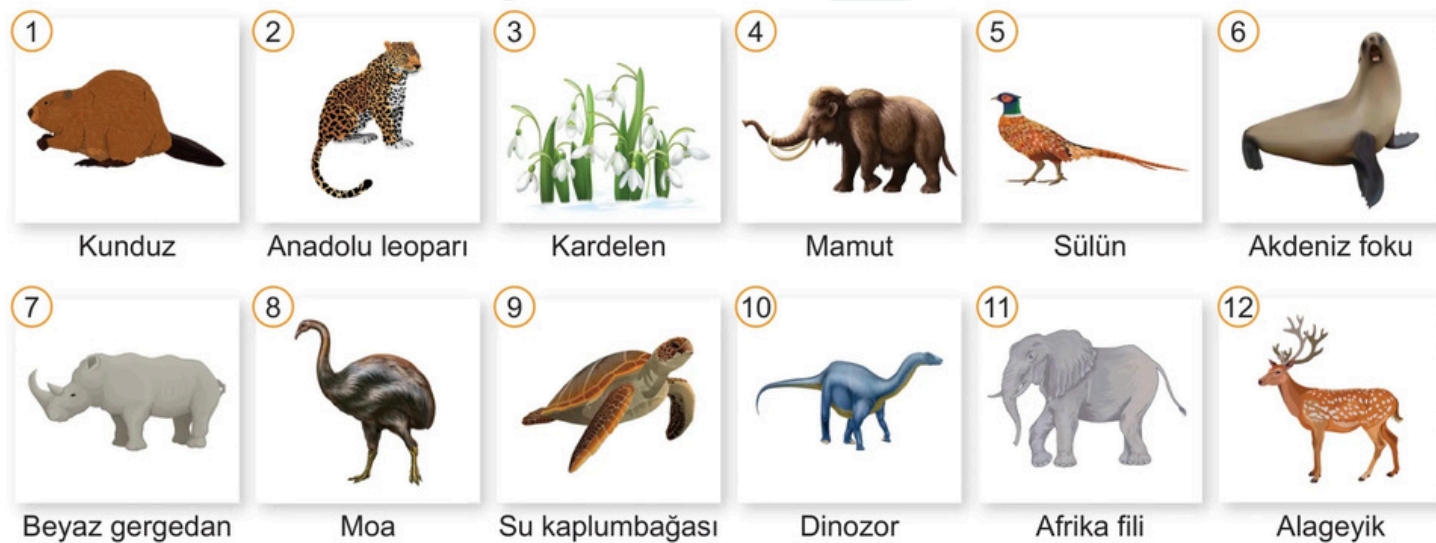 1 2 3 4 5 6
Kunduz Anadolu leoparı Kardelen Mamut Sülün Akdeniz foku
7 8 9 10 11 12
Beyaz gergedan Moa Su kaplumbağası Dinozor Afrika fili Alageyik